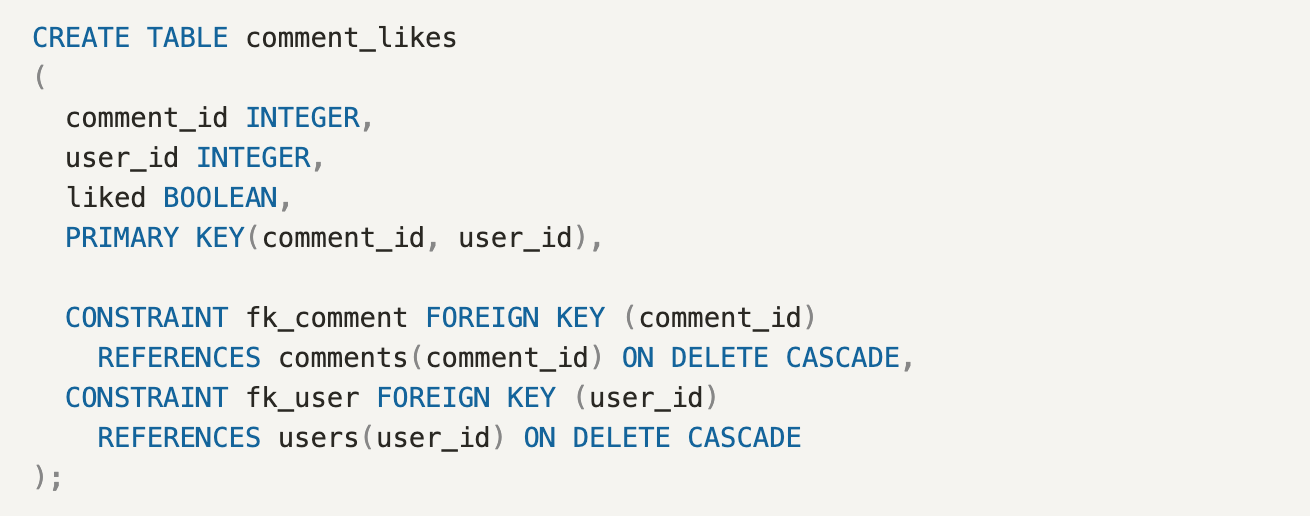 CREATE TABLE comment_likes
(
  comment_id INTEGER,
  user_id INTEGER,
  liked BOOLEAN,
  PRIMARY KEY(comment_id, user_id),

  CONSTRAINT fk_comment FOREIGN KEY (comment_id)
    REFERENCES comments(comment_id) ON DELETE CASCADE,
  CONSTRAINT fk_user FOREIGN KEY (user_id)
    REFERENCES users(user_id) ON DELETE CASCADE
);